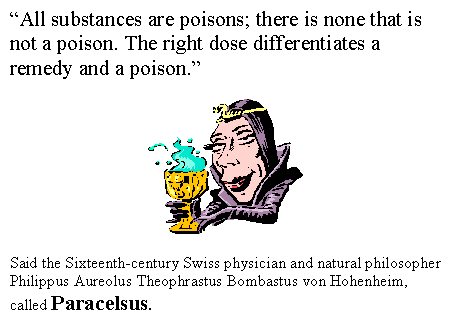 “All substances are poisons; there is none that is
not a poison. The right dose differentiates a
remedy and a poison.”
Said the Sixteenth-century Swiss physician and natural philosopher
Philippus Aureolus Theophrastus Bombastus von Hohenheim,
called Paracelsus.